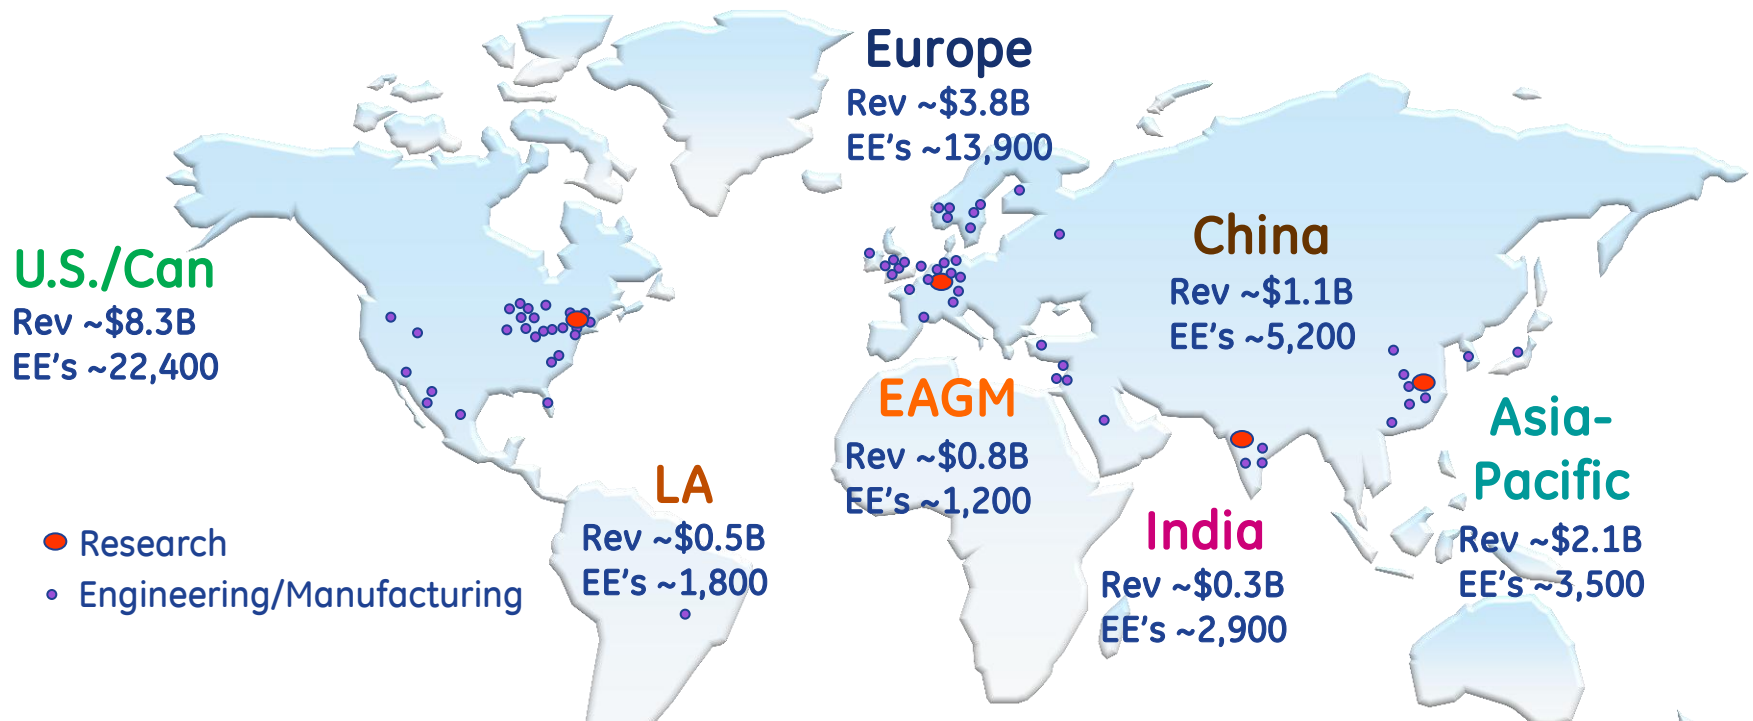 Europe
Rev ~$3.8B
EE's ~13,900
U.S./Can
Rev ~$8.3B
EE's ~22,400
China
Rev ~$1.1B
EE's ~5,200
EAGM
Rev ~$0.8B
EE's ~1,200
Asia-
Pacific
Rev ~$2.1B
EE's ~3,500
LA
Rev ~$0.5B
EE's ~1,800
India
Rev ~$0.3B
EE's ~2,900
Research
Engineering/Manufacturing